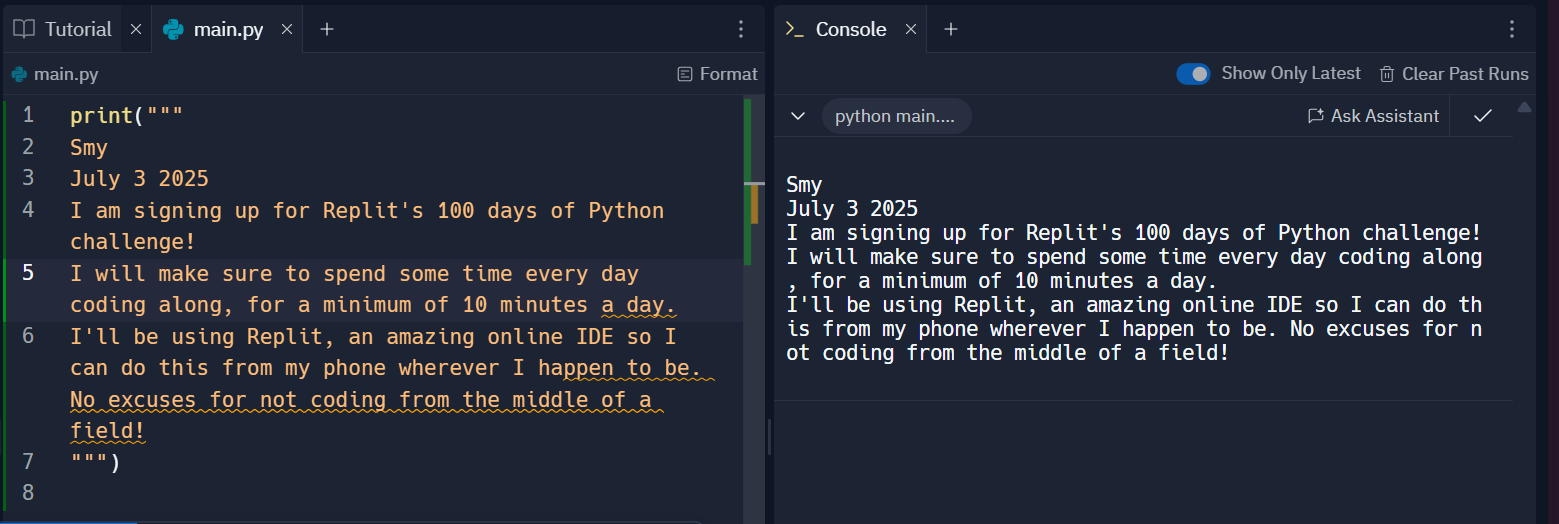 Tutorial
main.py
Console
main.py
Format
Show Only Latest
Clear Past Runs
1 print("""
2 Smy
3 July 3 2025
4 I am signing up for Replit's 100 days of Python
challenge!
5 I will make sure to spend some time every day
coding along, for a minimum of 10 minutes a day.
6 I'll be using Replit, an amazing online IDE so I
can do this from my phone wherever I happen to be.
No excuses for not coding from the middle of a
field!
7 """)
8
python main....
Ask Assistant
Smy
July 3 2025
I am signing up for Replit's 100 days of Python challenge!
I will make sure to spend some time every day coding along
, for a minimum of 10 minutes a day.
I'll be using Replit, an amazing online IDE so I can do th
is from my phone wherever I happen to be. No excuses for n
ot coding from the middle of a field!